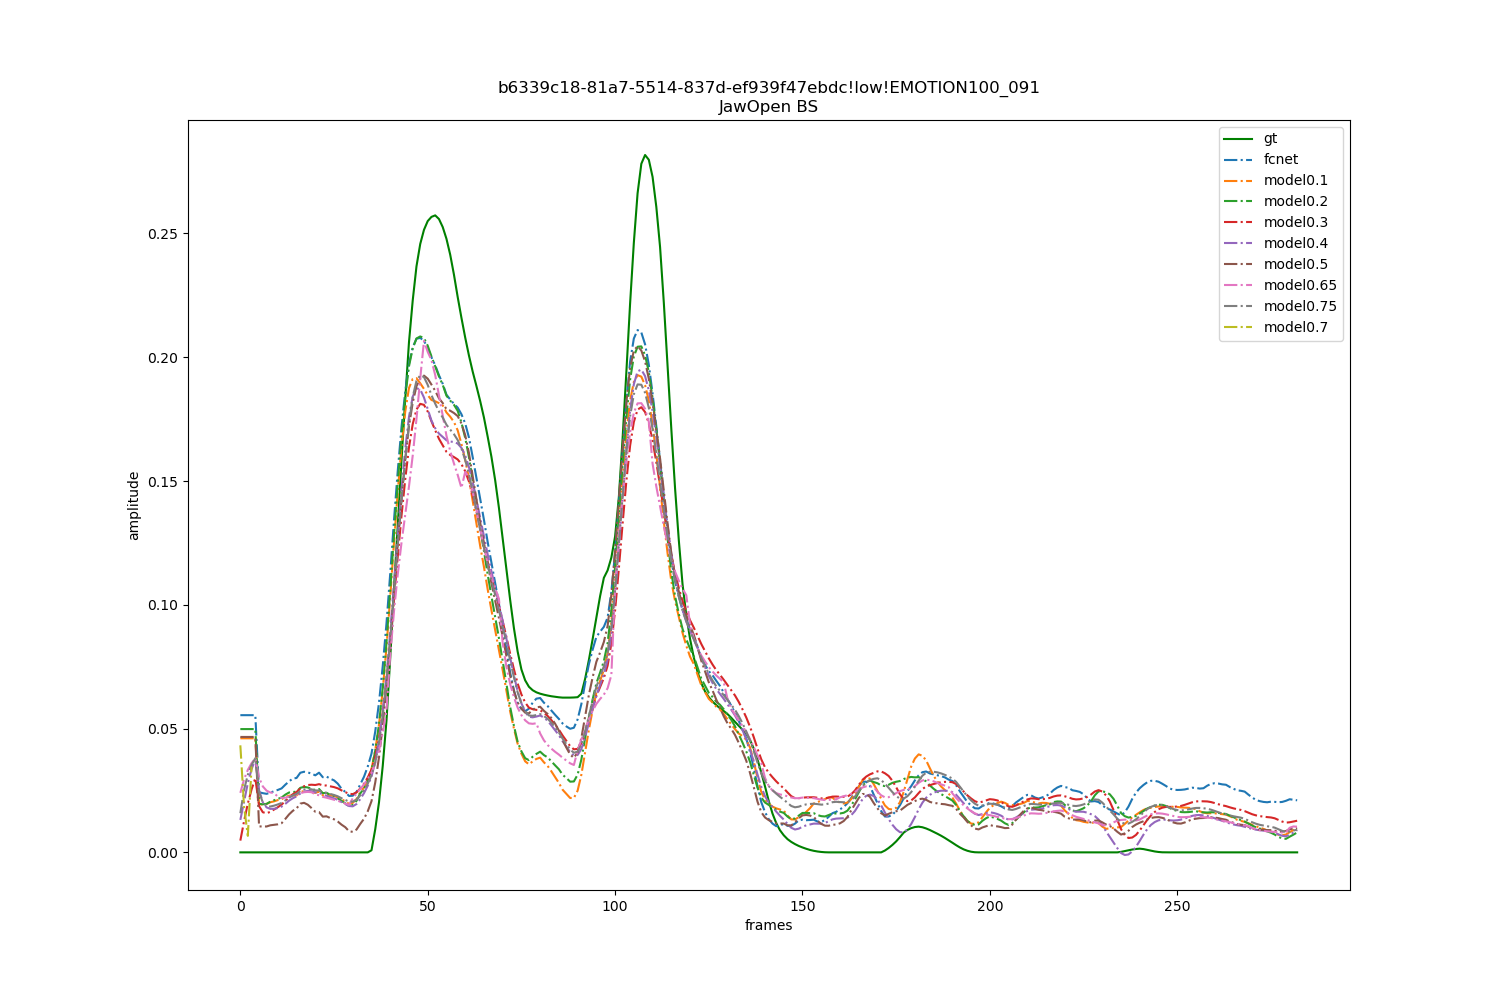 b6339c18-81a7-5514-837d-ef939f47ebdc!low!EMOTION100_091
JawOpen BS
gt
fcnet
model0.1
model0.2
model0.3
model0.4
model0.5
model0.65
model0.75
model0.7
0.25
0.20
0.15
0.10
0.05
0.00
amplitude
0
50
100
150
200
250
frames